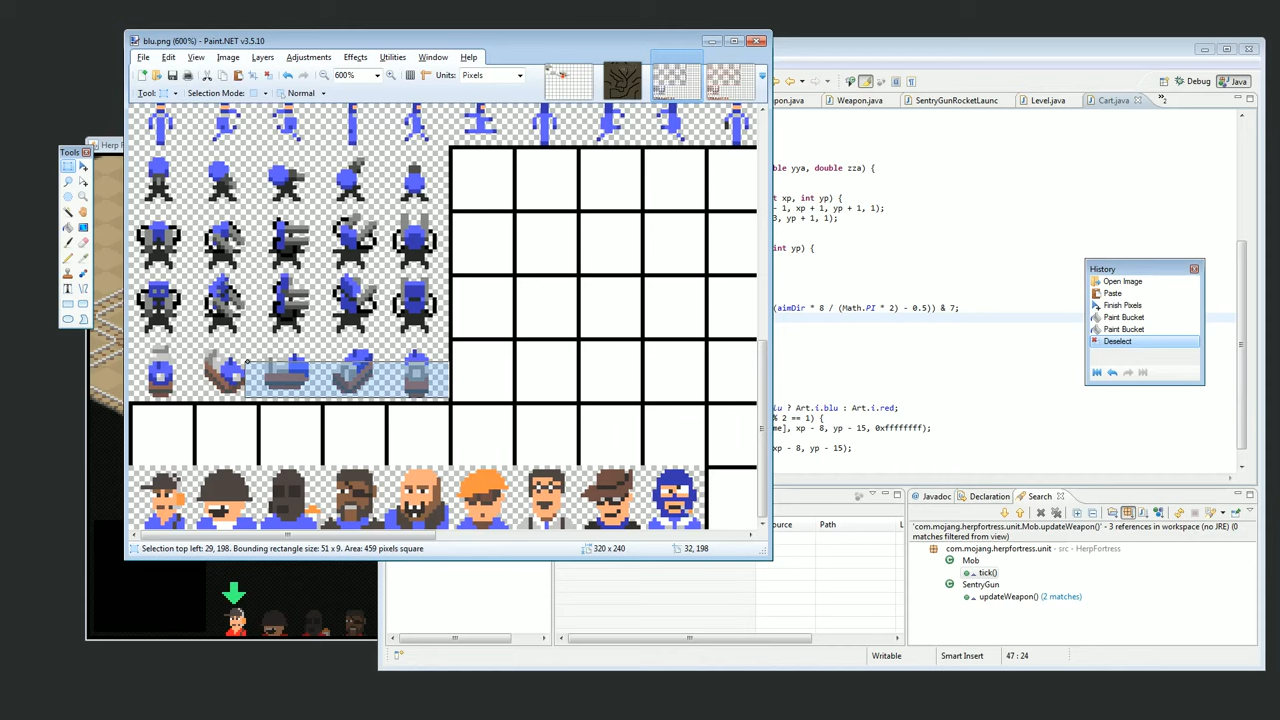 blu.png (600%) - Paint.NET v3.5.10
File Edit View Image Layers Adjustments Effects Utilities Window Help
600% Units: Pixels
Tool: Selection Mode: Normal
Tools
Herp F
Selection top left: 29, 198. Bounding rectangle size: 51 x 9. Area: 459 pixels square
320 x 240
32, 198
Debug Java
pon.java Weapon.java SentryGunRocketLaunc Level.java Cart.java 2
ble yya, double zza) {
int xp, int yp) {
- 1, xp + 1, yp + 1, 1);
3, yp + 1, 1);
nt yp) {
(aimDir * 8 / (Math.PI * 2) - 0.5)) & 7;
lu ? Art.i.blu : Art.i.red;
% 2 == 1) {
me], xp - 8, yp - 15, 0xffffffff);
xp - 8, yp - 15);
History
Open Image
Paste
Finish Pixels
Paint Bucket
Paint Bucket
Deselect
Javadoc Declaration Search
source Path L
'com.mojang.herpfortress.unit.Mob.updateWeapon()' - 3 references in workspace (no JRE) (0
matches filtered from view)
com.mojang.herpfortress.unit - src - HerpFortress
Mob
tick()
SentryGun
updateWeapon() (2 matches)
Writable Smart Insert 47 : 24